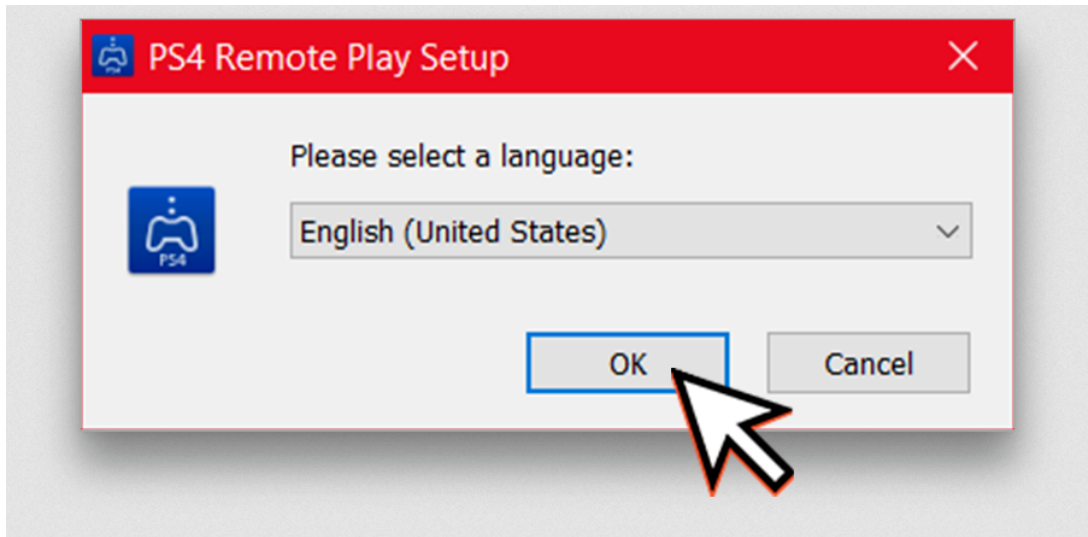 PS4 Remote Play Setup
Please select a language:
PS4
English (United States)
OK
Cancel